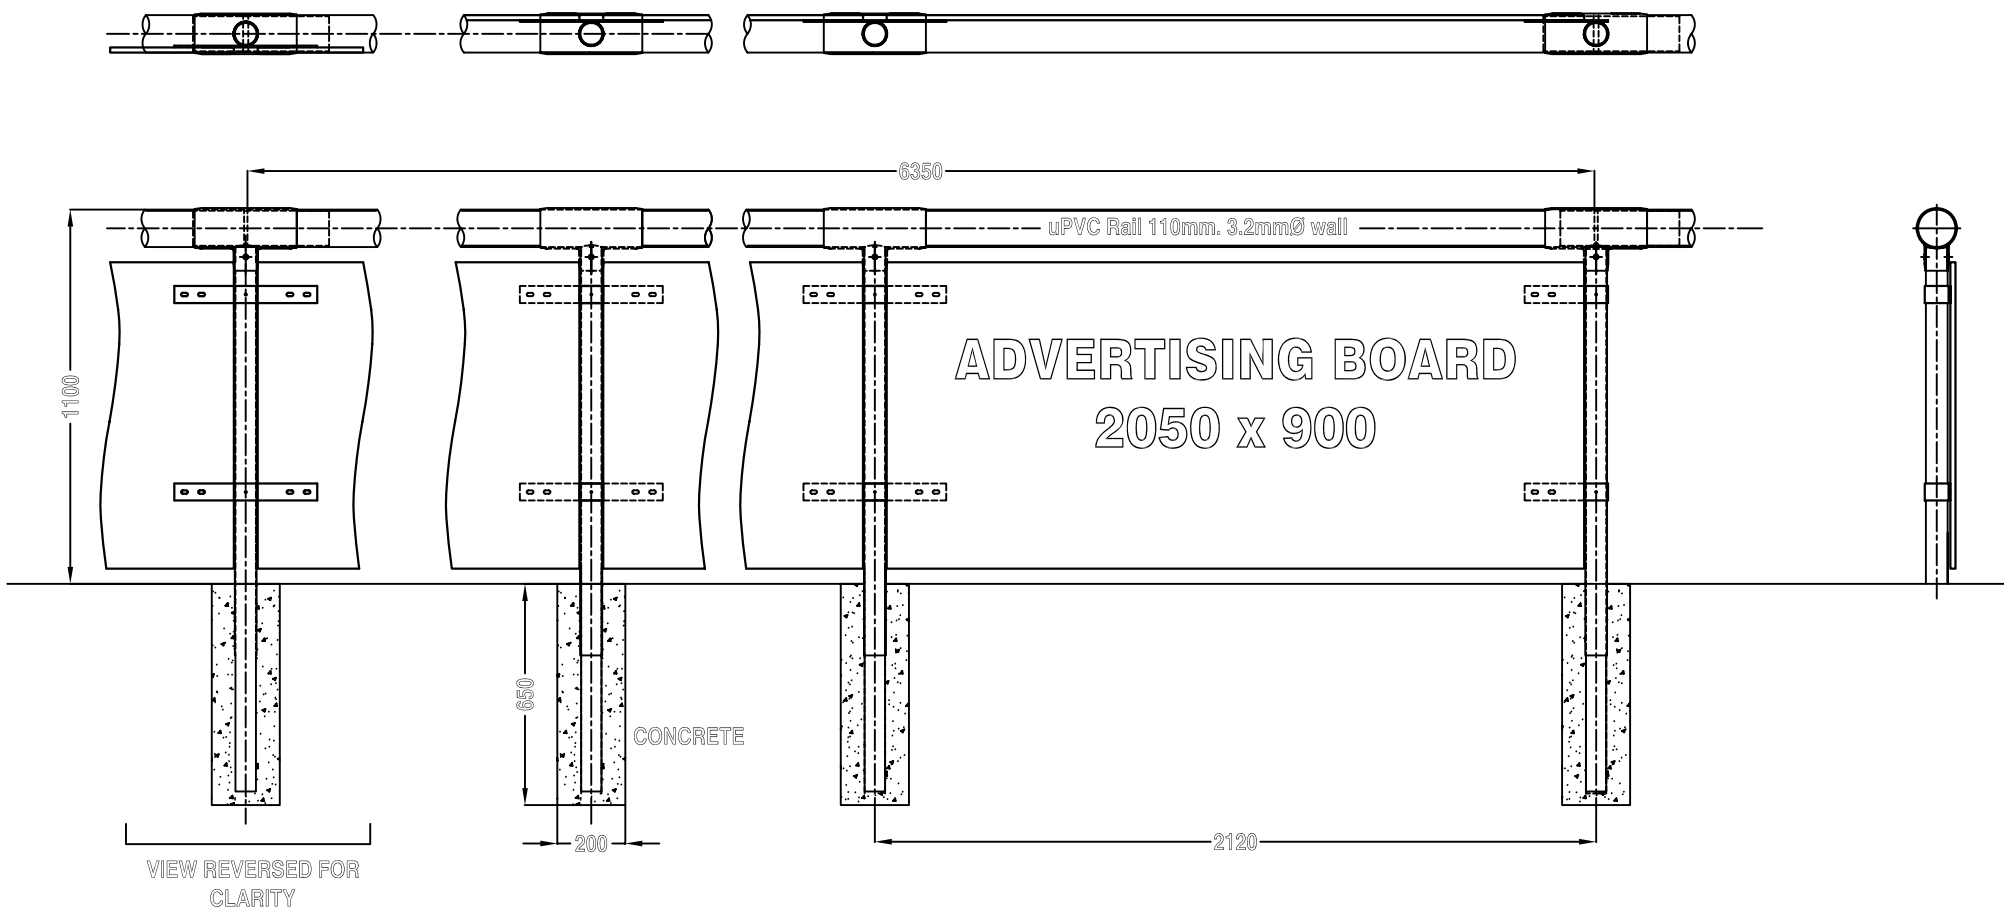 6350
uPVC Rail 110mm. 3.2mmØ wall
1100
ADVERTISING BOARD
2050 x 900
650
CONCRETE
200
2120
VIEW REVERSED FOR
CLARITY